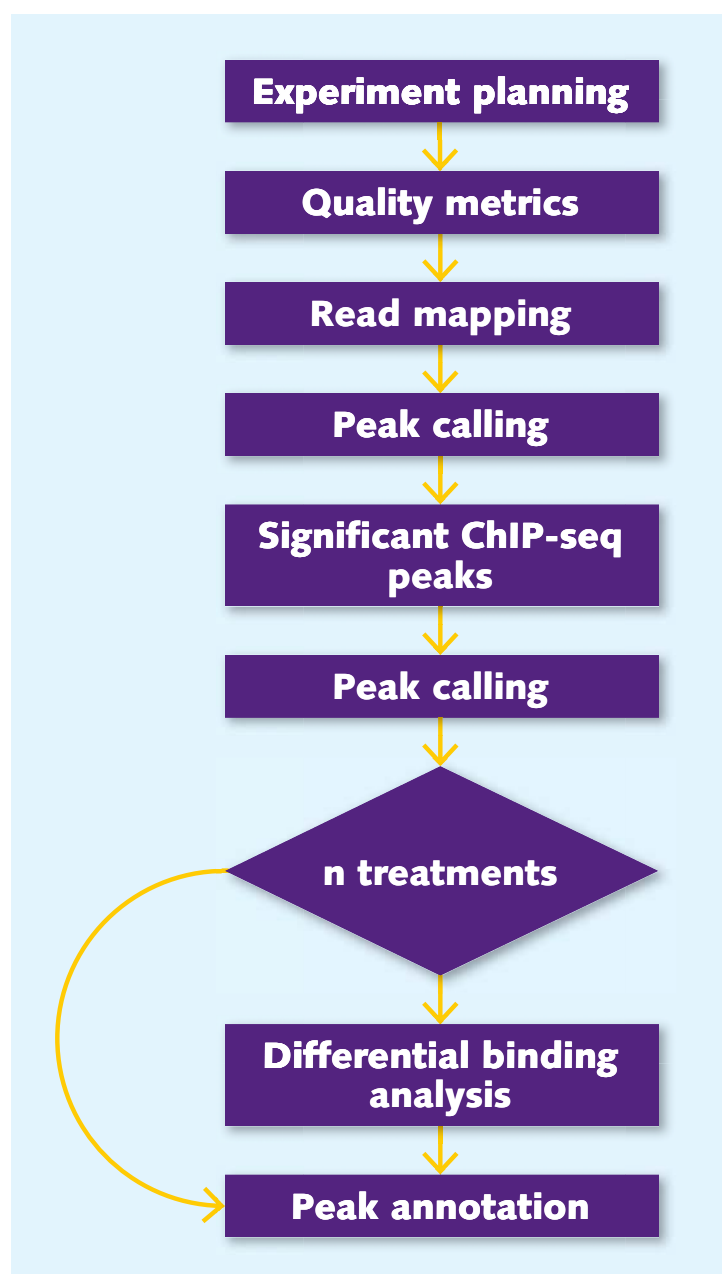 Experiment planning
Quality metrics
Read mapping
Peak calling
Significant ChIP-seq
peaks
Peak calling
n treatments
Differential binding
analysis
Peak annotation